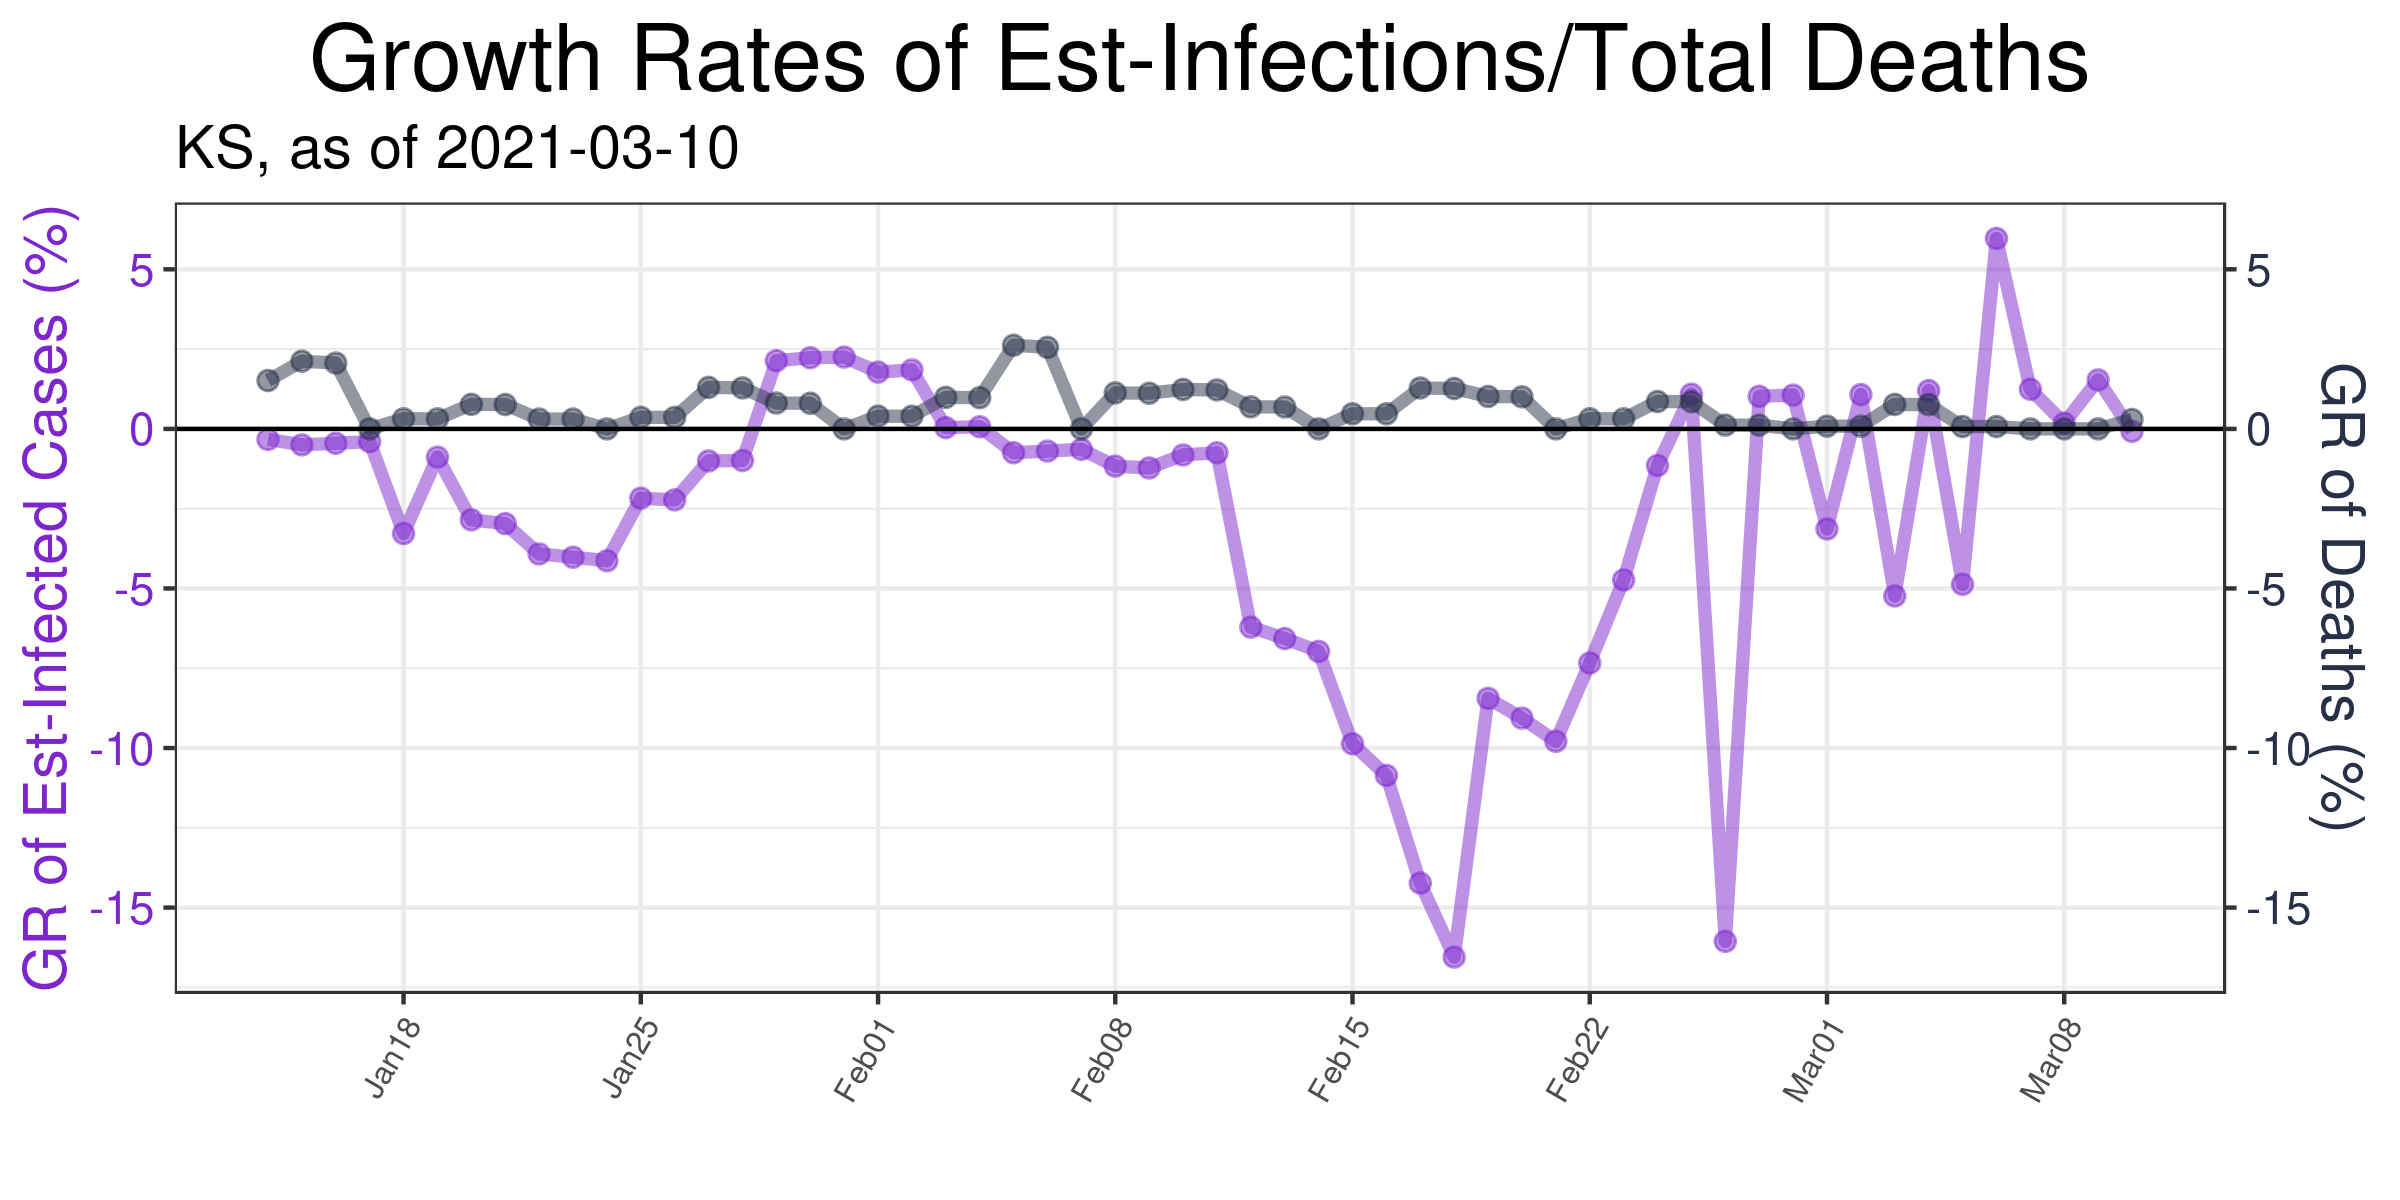 Growth Rates of Est-Infections/Total Deaths
KS, as of 2021-03-10
GR of Est-Infected Cases (%)
5
0
-5
-10
-15
5
0
-5
-10
-15
GR of Deaths (%)
Jan18
Jan25
Feb01
Feb08
Feb15
Feb22
Mar01
Mar08